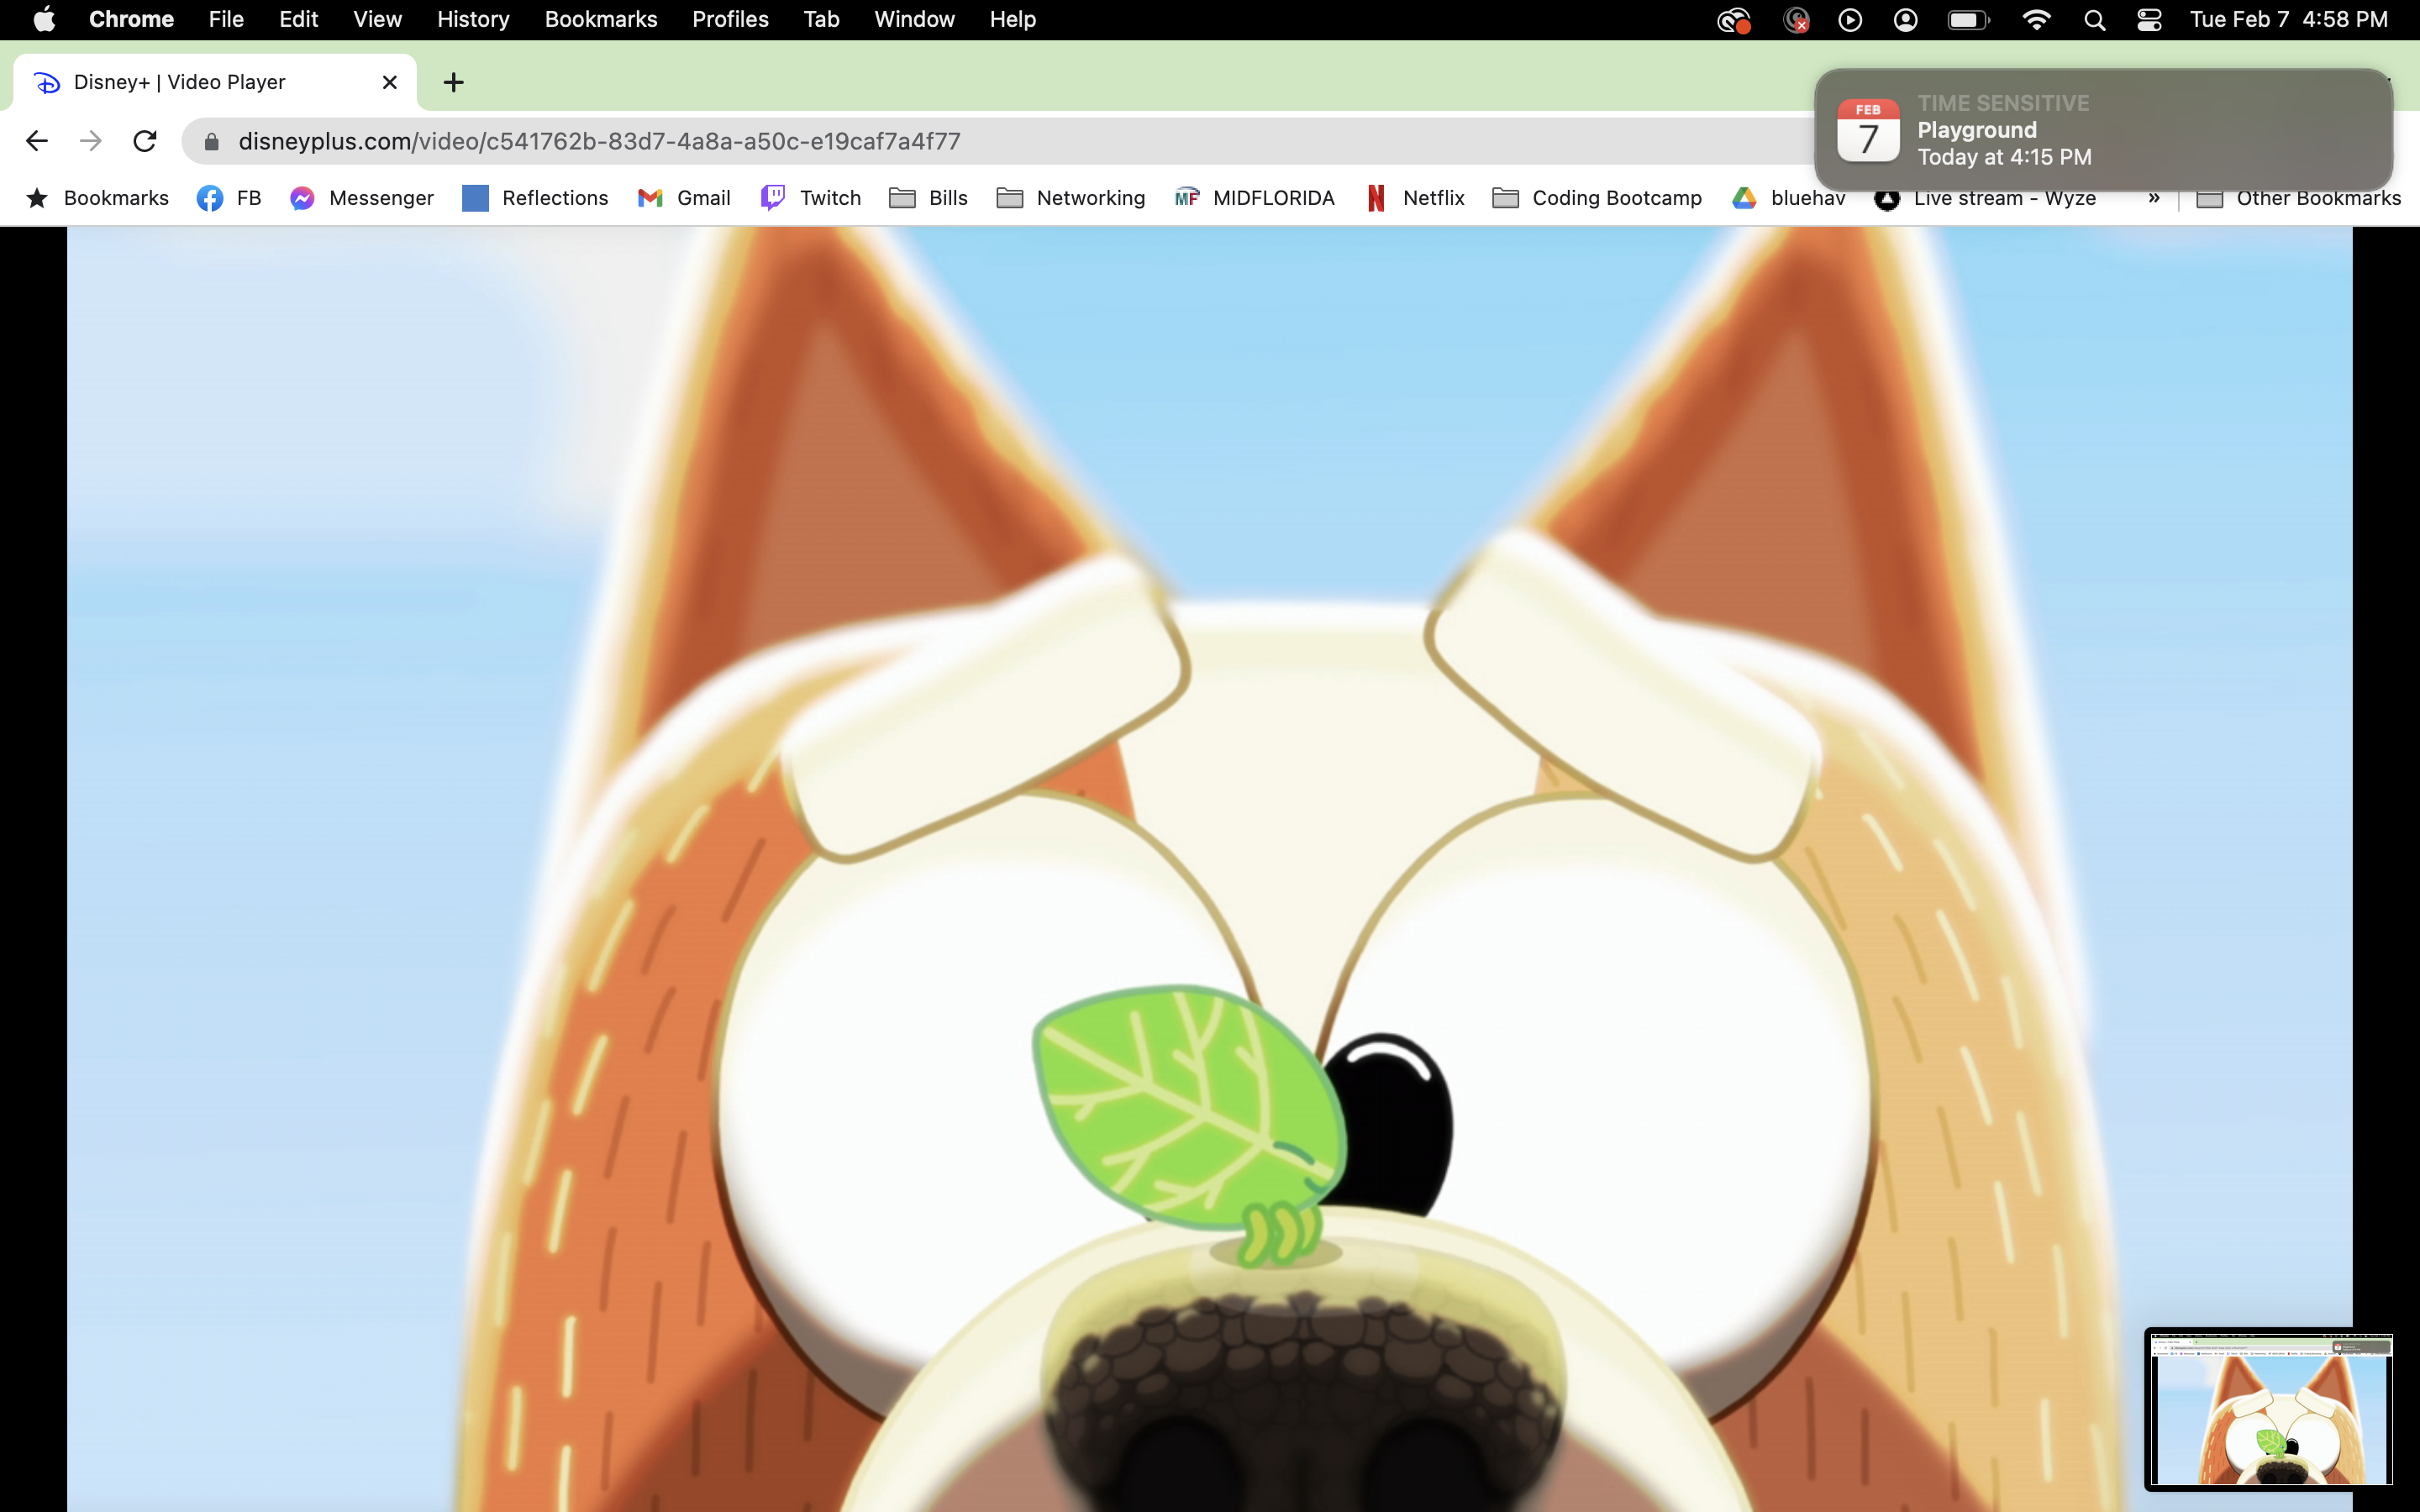 Chrome File Edit View History Bookmarks Profiles Tab Window Help Tue Feb 7 4:58 PM
Disney+ | Video Player
disneyplus.com/video/c541762b-83d7-4a8a-a50c-e19caf7a4f77
FEB
7
TIME SENSITIVE
Playground
Today at 4:15 PM
Bookmarks FB Messenger Reflections Gmail Twitch Bills Networking MF MIDFLORIDA Netflix Coding Bootcamp bluehav Live stream - Wyze » Other Bookmarks